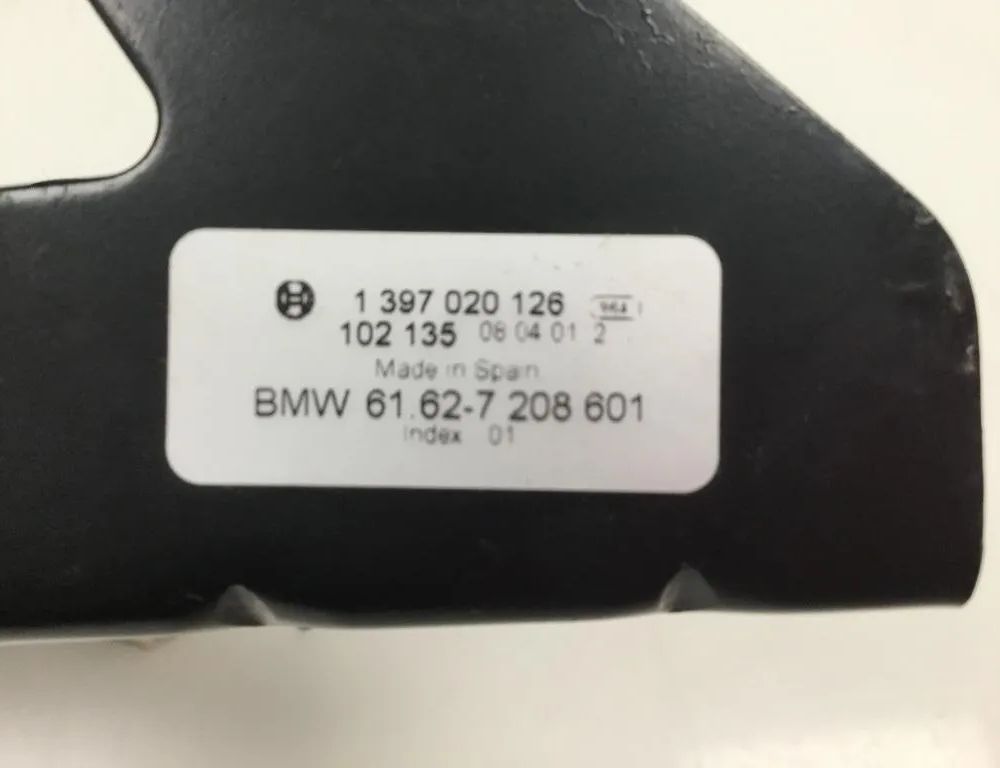 1 397 020 126
102 135 08 04 01 2
Made in Spain
BMW 61.62-7 208 601
Index 01